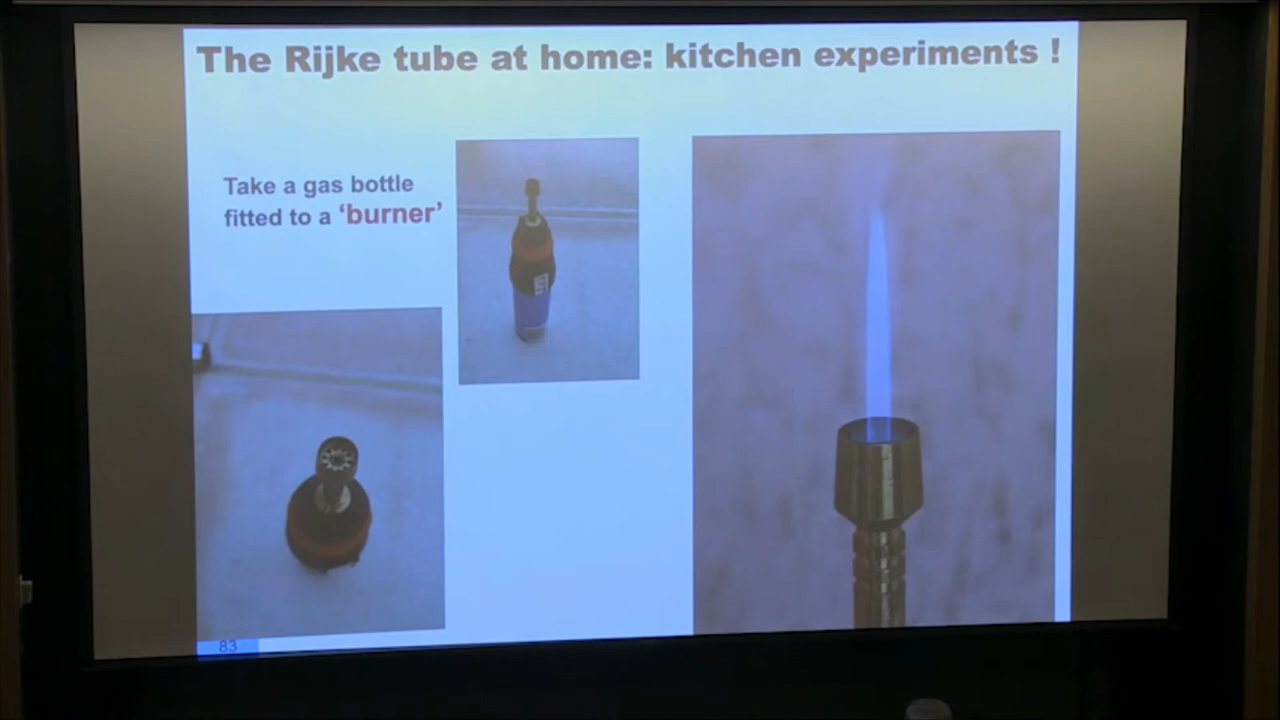 The Rijke tube at home: kitchen experiments !
Take a gas bottle
fitted to a ‘burner’
83